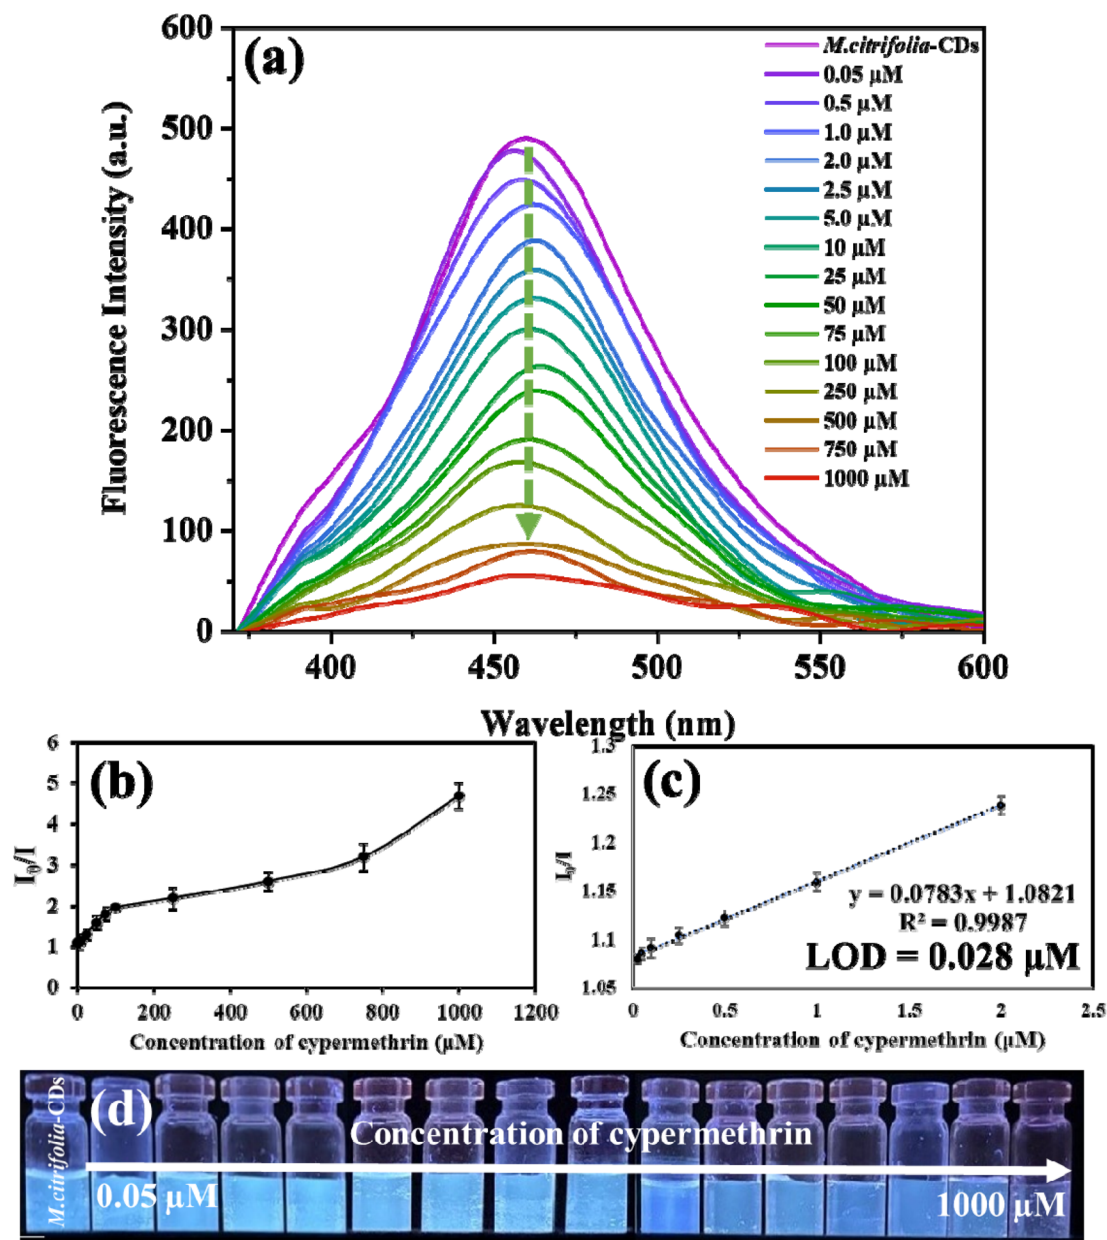 600
500
400
300
200
100
0
Fluorescence Intensity (a.u.)
(a)
M.citrifolia-CDs
0.05 µM
0.5 µM
1.0 µM
2.0 µM
2.5 µM
5.0 µM
10 µM
25 µM
50 µM
75 µM
100 µM
250 µM
500 µM
750 µM
1000 µM
400 450 500 550 600
Wavelength (nm)
6
5
4
3
2
1
0
I₀/I
(b)
0 200 400 600 800 1000 1200
Concentration of cypermethrin (µM)
1.3
1.25
1.2
1.15
1.1
1.05
I₀/I
(c)
y = 0.0783x + 1.0821
R² = 0.9987
LOD = 0.028 µM
0 0.5 1 1.5 2 2.5
Concentration of cypermethrin (µM)
M.citrifolia-CDs
(d)
Concentration of cypermethrin
0.05 µM
1000 µM